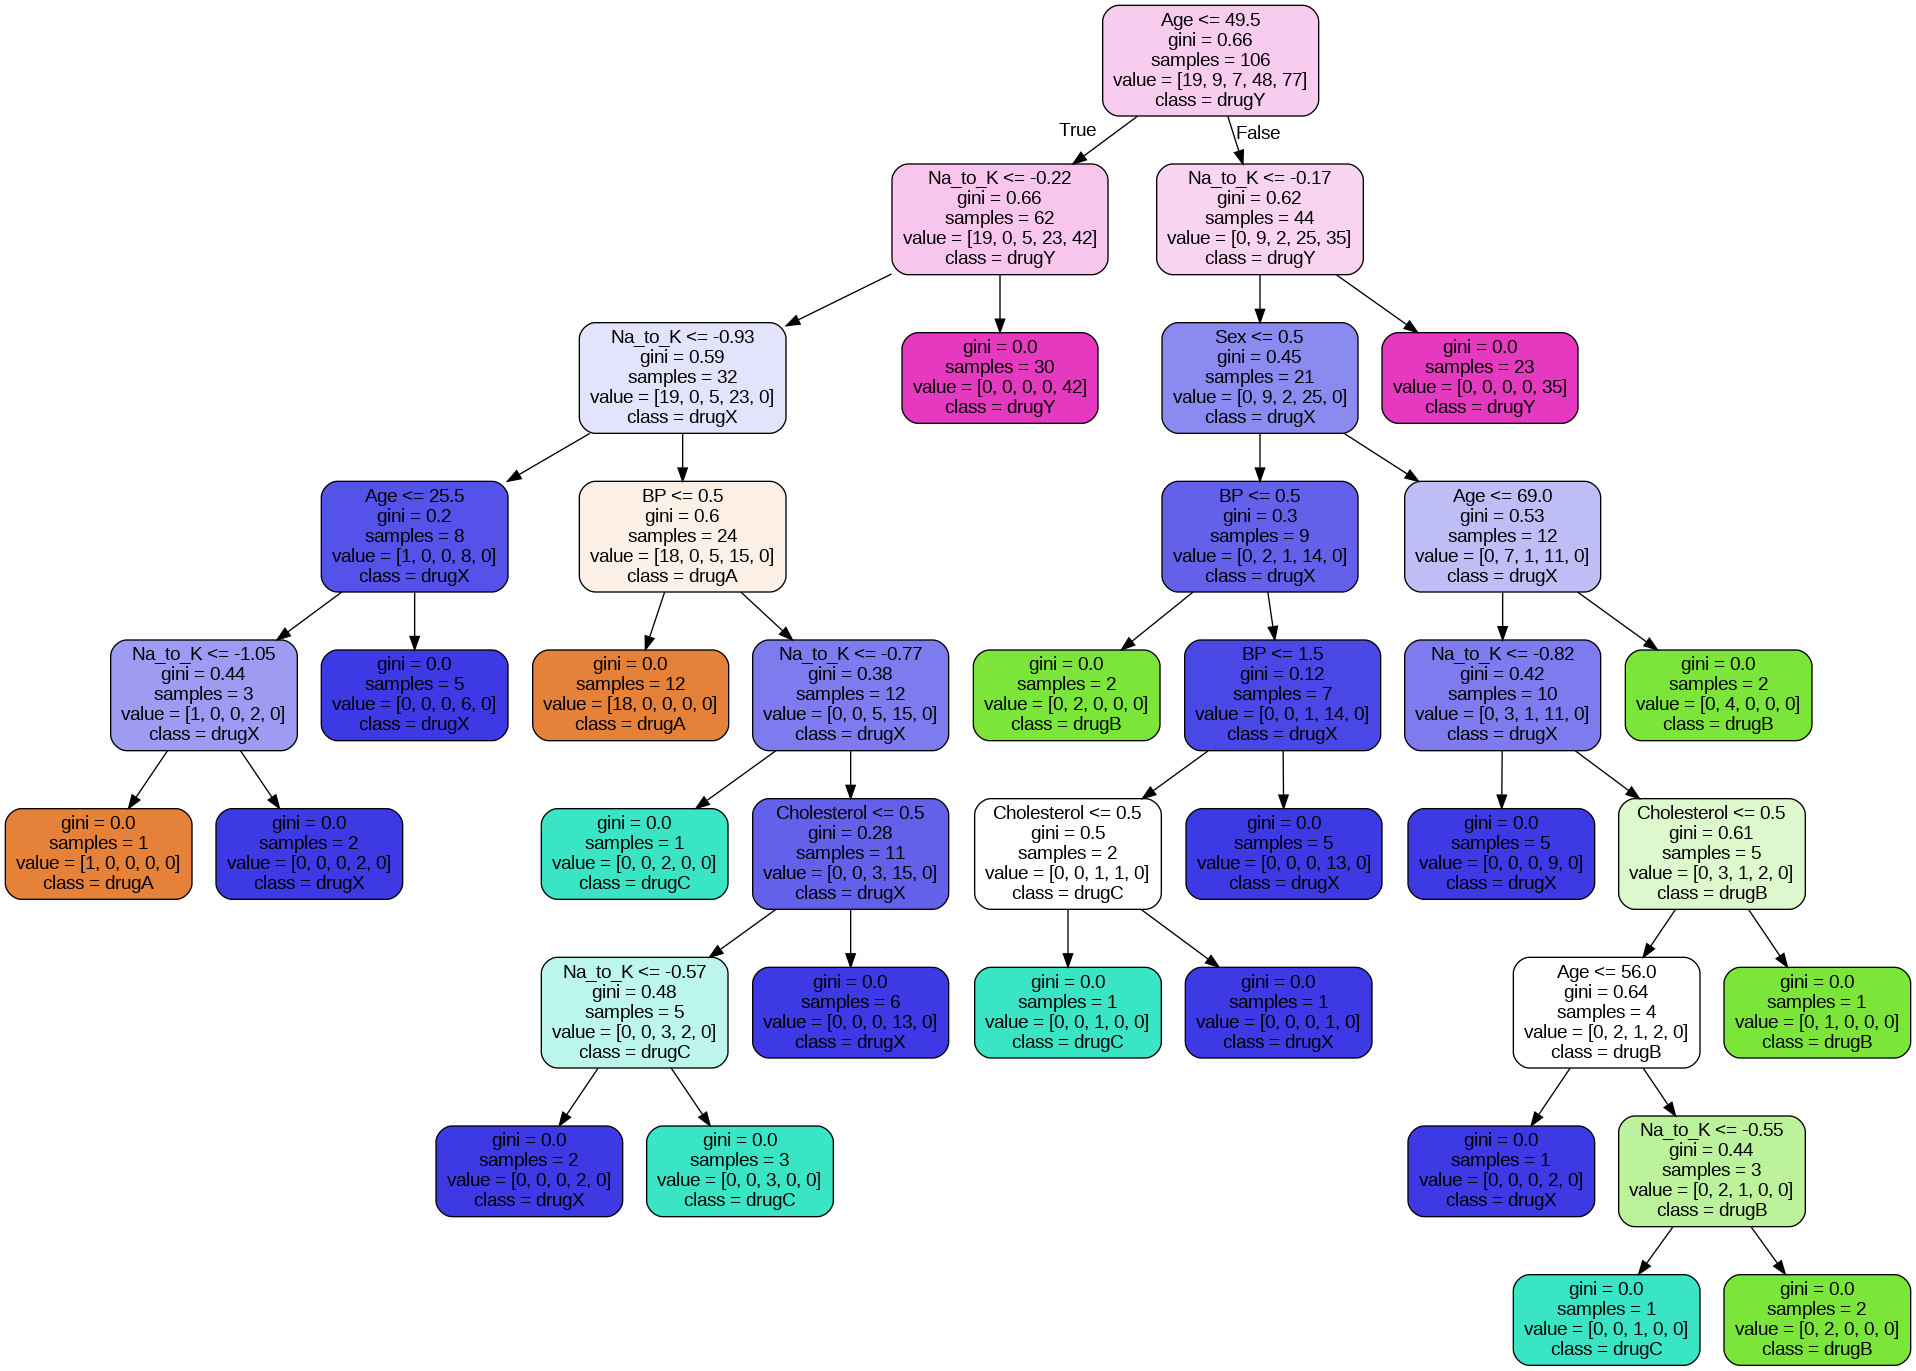 Age <= 49.5
gini = 0.66
samples = 106
value = [19, 9, 7, 48, 77]
class = drugY
True
False
Na_to_K <= -0.22
gini = 0.66
samples = 62
value = [19, 0, 5, 23, 42]
class = drugY
Na_to_K <= -0.17
gini = 0.62
samples = 44
value = [0, 9, 2, 25, 35]
class = drugY
Na_to_K <= -0.93
gini = 0.59
samples = 32
value = [19, 0, 5, 23, 0]
class = drugX
gini = 0.0
samples = 30
value = [0, 0, 0, 0, 42]
class = drugY
Sex <= 0.5
gini = 0.45
samples = 21
value = [0, 9, 2, 25, 0]
class = drugX
gini = 0.0
samples = 23
value = [0, 0, 0, 0, 35]
class = drugY
Age <= 25.5
gini = 0.2
samples = 8
value = [1, 0, 0, 8, 0]
class = drugX
BP <= 0.5
gini = 0.6
samples = 24
value = [18, 0, 5, 15, 0]
class = drugA
BP <= 0.5
gini = 0.3
samples = 9
value = [0, 2, 1, 14, 0]
class = drugX
Age <= 69.0
gini = 0.53
samples = 12
value = [0, 7, 1, 11, 0]
class = drugX
Na_to_K <= -1.05
gini = 0.44
samples = 3
value = [1, 0, 0, 2, 0]
class = drugX
gini = 0.0
samples = 5
value = [0, 0, 0, 6, 0]
class = drugX
gini = 0.0
samples = 12
value = [18, 0, 0, 0, 0]
class = drugA
Na_to_K <= -0.77
gini = 0.38
samples = 12
value = [0, 0, 5, 15, 0]
class = drugX
gini = 0.0
samples = 2
value = [0, 2, 0, 0, 0]
class = drugB
BP <= 1.5
gini = 0.12
samples = 7
value = [0, 0, 1, 14, 0]
class = drugX
Na_to_K <= -0.82
gini = 0.42
samples = 10
value = [0, 3, 1, 11, 0]
class = drugX
gini = 0.0
samples = 2
value = [0, 4, 0, 0, 0]
class = drugB
gini = 0.0
samples = 1
value = [1, 0, 0, 0, 0]
class = drugA
gini = 0.0
samples = 2
value = [0, 0, 0, 2, 0]
class = drugX
gini = 0.0
samples = 1
value = [0, 0, 2, 0, 0]
class = drugC
Cholesterol <= 0.5
gini = 0.28
samples = 11
value = [0, 0, 3, 15, 0]
class = drugX
Cholesterol <= 0.5
gini = 0.5
samples = 2
value = [0, 0, 1, 1, 0]
class = drugC
gini = 0.0
samples = 5
value = [0, 0, 0, 13, 0]
class = drugX
gini = 0.0
samples = 5
value = [0, 0, 0, 9, 0]
class = drugX
Cholesterol <= 0.5
gini = 0.61
samples = 5
value = [0, 3, 1, 2, 0]
class = drugB
Na_to_K <= -0.57
gini = 0.48
samples = 5
value = [0, 0, 3, 2, 0]
class = drugC
gini = 0.0
samples = 6
value = [0, 0, 0, 13, 0]
class = drugX
gini = 0.0
samples = 1
value = [0, 0, 1, 0, 0]
class = drugC
gini = 0.0
samples = 1
value = [0, 0, 0, 1, 0]
class = drugX
Age <= 56.0
gini = 0.64
samples = 4
value = [0, 2, 1, 2, 0]
class = drugB
gini = 0.0
samples = 1
value = [0, 1, 0, 0, 0]
class = drugB
gini = 0.0
samples = 2
value = [0, 0, 0, 2, 0]
class = drugX
gini = 0.0
samples = 3
value = [0, 0, 3, 0, 0]
class = drugC
gini = 0.0
samples = 1
value = [0, 0, 0, 2, 0]
class = drugX
Na_to_K <= -0.55
gini = 0.44
samples = 3
value = [0, 2, 1, 0, 0]
class = drugB
gini = 0.0
samples = 1
value = [0, 0, 1, 0, 0]
class = drugC
gini = 0.0
samples = 2
value = [0, 2, 0, 0, 0]
class = drugB